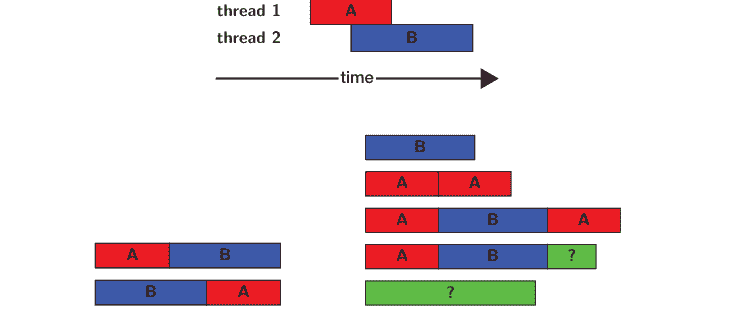 thread 1 A
thread 2 B
time
B
A A
A B A
A B A B ?
B A ?